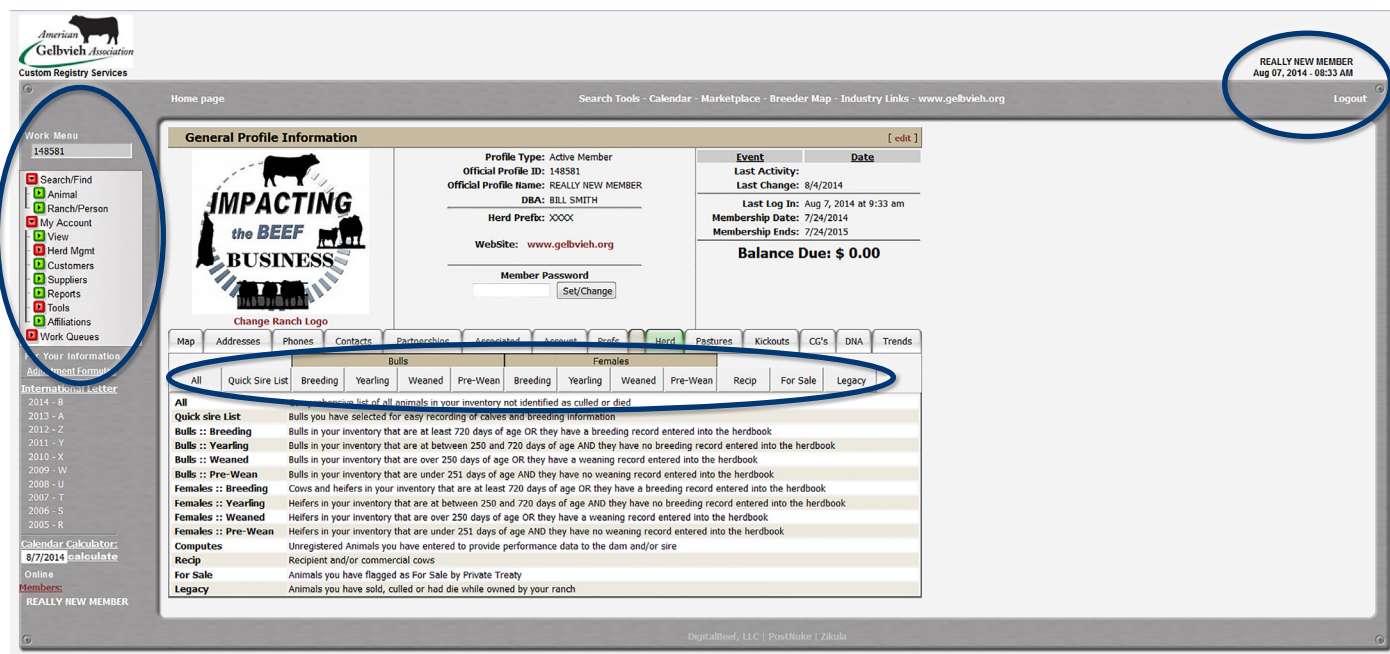 American
Gelbvieh Association
Custom Registry Services
REALLY NEW MEMBER
Aug 07, 2014 - 08:33 AM
Home page
Search Tools - Calendar - Marketplace - Breeder Map - Industry Links - www.gelbvieh.org
Logout
Work Menu
148581
Search/Find
Animal
Ranch/Person
My Account
View
Herd Mgmt
Customers
Suppliers
Reports
Tools
Affiliations
Work Queues
For Your Information
Adjustment Formulas
International Letter
2014 - B
2013 - A
2012 - Z
2011 - Y
2010 - X
2009 - W
2008 - U
2007 - T
2006 - S
2005 - R
Calendar Calculator:
8/7/2014 calculate
Online
Members:
REALLY NEW MEMBER
General Profile Information
[ edit ]
IMPACTING
the BEEF
BUSINESS
Change Ranch Logo
Profile Type: Active Member
Official Profile ID: 148581
Official Profile Name: REALLY NEW MEMBER
DBA: BILL SMITH
Herd Prefix: XXXX
WebSite: www.gelbvieh.org
Member Password
Set/Change
Event Date
Last Activity:
Last Change: 8/4/2014
Last Log In: Aug 7, 2014 at 9:33 am
Membership Date: 7/24/2014
Membership Ends: 7/24/2015
Balance Due: $ 0.00
Map Addresses Phones Contacts Partnerships Associated Account Prefs Herd Pastures Kickouts CG's DNA Trends
Bulls Females
All Quick Sire List Breeding Yearling Weaned Pre-Wean Breeding Yearling Weaned Pre-Wean Recip For Sale Legacy
All Comprehensive list of all animals in your inventory not identified as culled or died
Quick sire List Bulls you have selected for easy recording of calves and breeding information
Bulls :: Breeding Bulls in your inventory that are at least 720 days of age OR they have a breeding record entered into the herdbook
Bulls :: Yearling Bulls in your inventory that are at between 250 and 720 days of age AND they have no breeding record entered into the herdbook
Bulls :: Weaned Bulls in your inventory that are over 250 days of age OR they have a weaning record entered into the herdbook
Bulls :: Pre-Wean Bulls in your inventory that are under 251 days of age AND they have no weaning record entered into the herdbook
Females :: Breeding Cows and heifers in your inventory that are at least 720 days of age OR they have a breeding record entered into the herdbook
Females :: Yearling Heifers in your inventory that are at between 250 and 720 days of age AND they have no breeding record entered into the herdbook
Females :: Weaned Heifers in your inventory that are over 250 days of age OR they have a weaning record entered into the herdbook
Females :: Pre-Wean Heifers in your inventory that are under 251 days of age AND they have no weaning record entered into the herdbook
Computes Unregistered Animals you have entered to provide performance data to the dam and/or sire
Recip Recipient and/or commercial cows
For Sale Animals you have flagged as For Sale by Private Treaty
Legacy Animals you have sold, culled or had die while owned by your ranch
DigitalBeef, LLC | PostNuke | Zikula